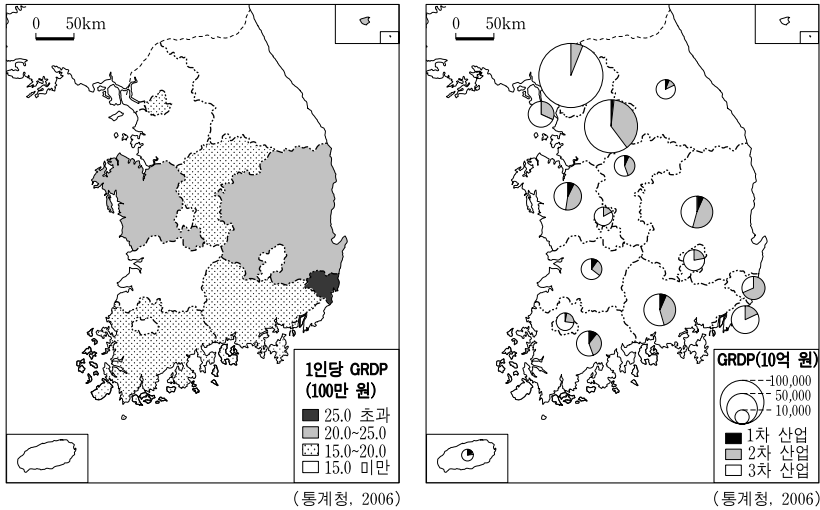 0 50km
1인당 GRDP
(100만 원)
25.0 초과
20.0~25.0
15.0~20.0
15.0 미만
(통계청, 2006)
0 50km
GRDP(10억 원)
100,000
50,000
10,000
1차 산업
2차 산업
3차 산업
(통계청, 2006)